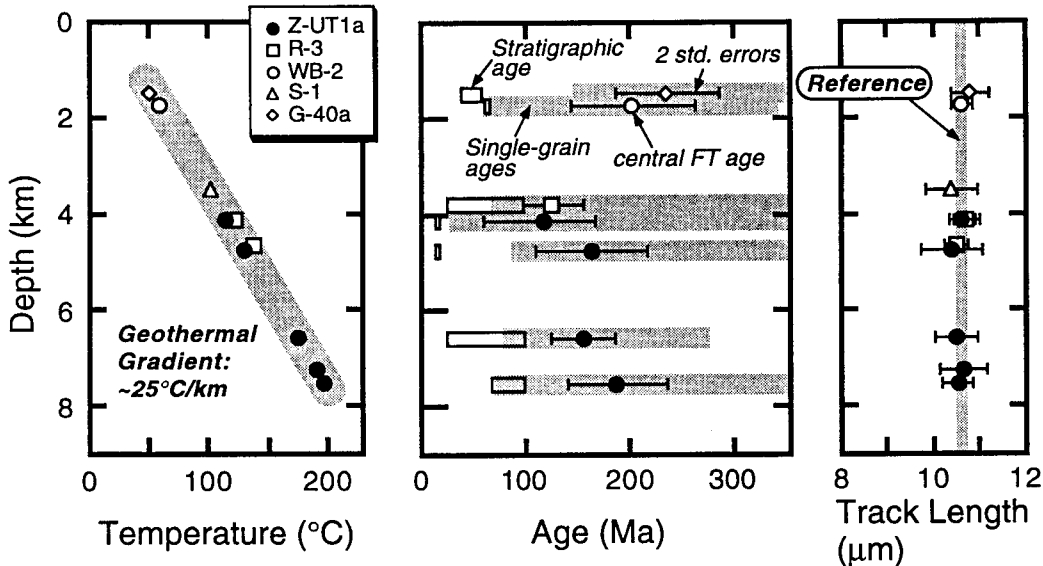 0
2
4
6
8
Depth (km)
Z-UT1a
R-3
WB-2
S-1
G-40a
Geothermal
Gradient:
~25°C/km
0
100
200
Temperature (°C)
Stratigraphic
age
2 std. errors
Single-grain
ages
central FT age
0
100
200
300
Age (Ma)
Reference
8
10
12
Track Length
(μm)